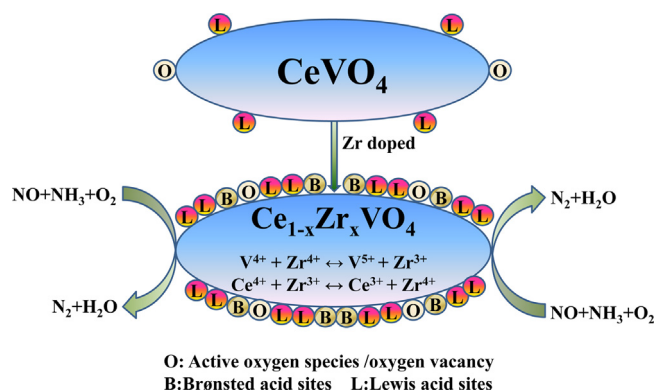 L L
O CeVO₄ O
L L
Zr doped
L L B O L L B B L L O B L L
NO+NH₃+O₂ N₂+H₂O
Ce₁₋ₓZrₓVO₄
V⁴⁺ + Zr⁴⁺ ↔ V⁵⁺ + Zr³⁺
Ce⁴⁺ + Zr³⁺ ↔ Ce³⁺ + Zr⁴⁺
L L B O L L B B L L O B L L
N₂+H₂O NO+NH₃+O₂
O: Active oxygen species /oxygen vacancy
B:Brønsted acid sites L:Lewis acid sites